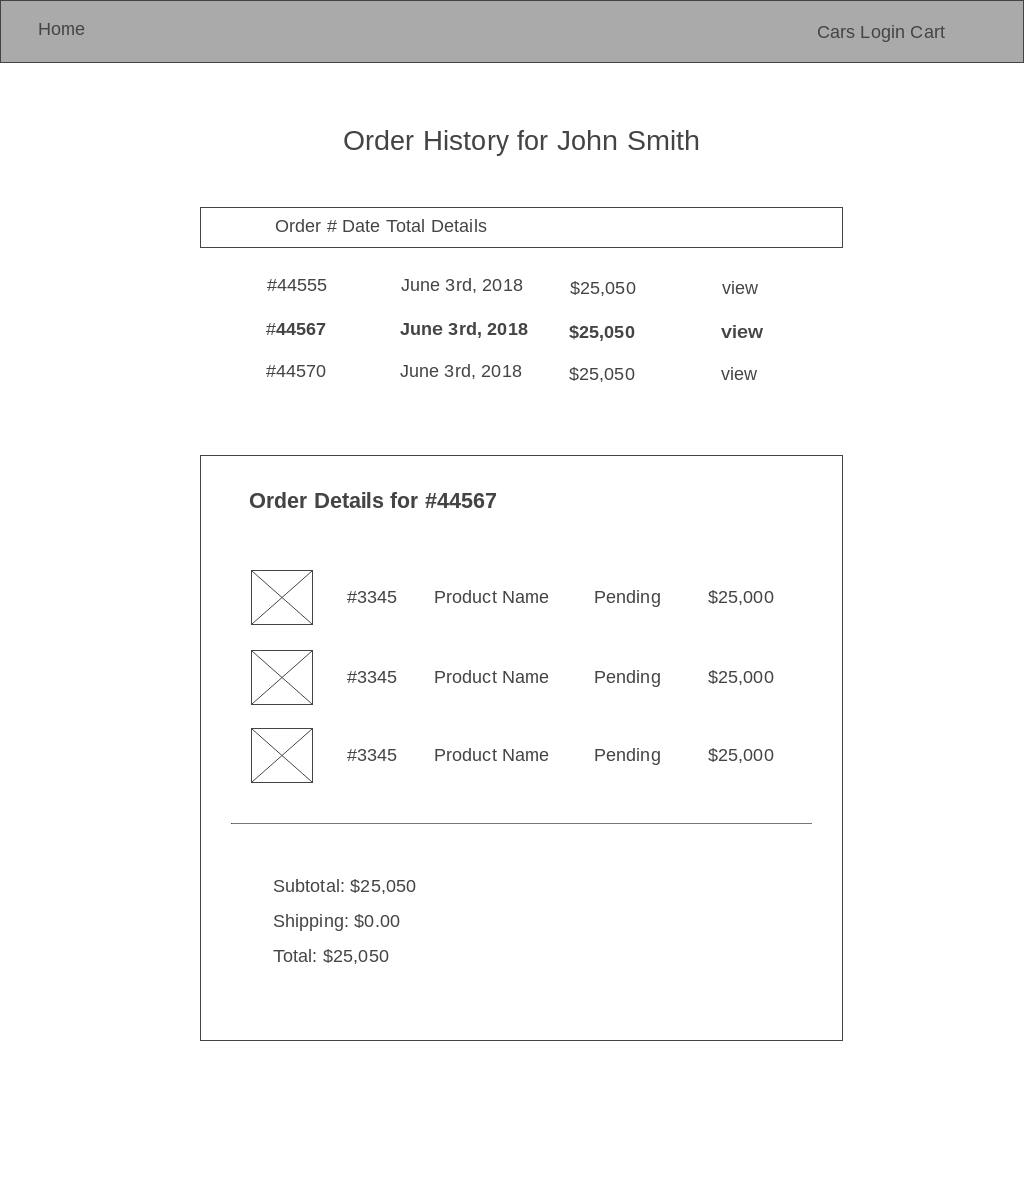 Home Cars Login Cart
Order History for John Smith
Order # Date Total Details
#44555 June 3rd, 2018 $25,050 view
#44567 June 3rd, 2018 $25,050 view
#44570 June 3rd, 2018 $25,050 view
Order Details for #44567
#3345 Product Name Pending $25,000
#3345 Product Name Pending $25,000
#3345 Product Name Pending $25,000
Subtotal: $25,050
Shipping: $0.00
Total: $25,050